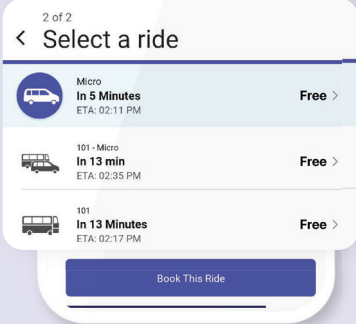 2 of 2
Select a ride
Micro
In 5 Minutes
ETA: 02:11 PM
Free
101 - Micro
In 13 min
ETA: 02:35 PM
Free
101
In 13 Minutes
ETA: 02:17 PM
Free
Book This Ride